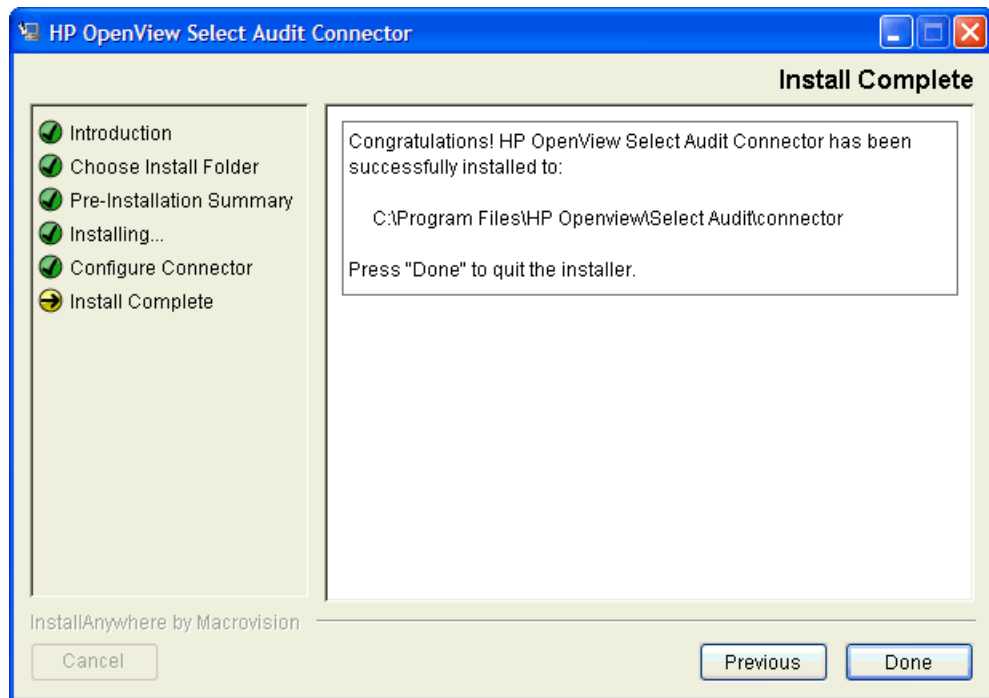 HP OpenView Select Audit Connector
Install Complete
Introduction
Choose Install Folder
Pre-Installation Summary
Installing...
Configure Connector
Install Complete
Congratulations! HP OpenView Select Audit Connector has been
successfully installed to:
C:\Program Files\HP Openview\Select Audit\connector
Press "Done" to quit the installer.
InstallAnywhere by Macrovision
Cancel
Previous
Done